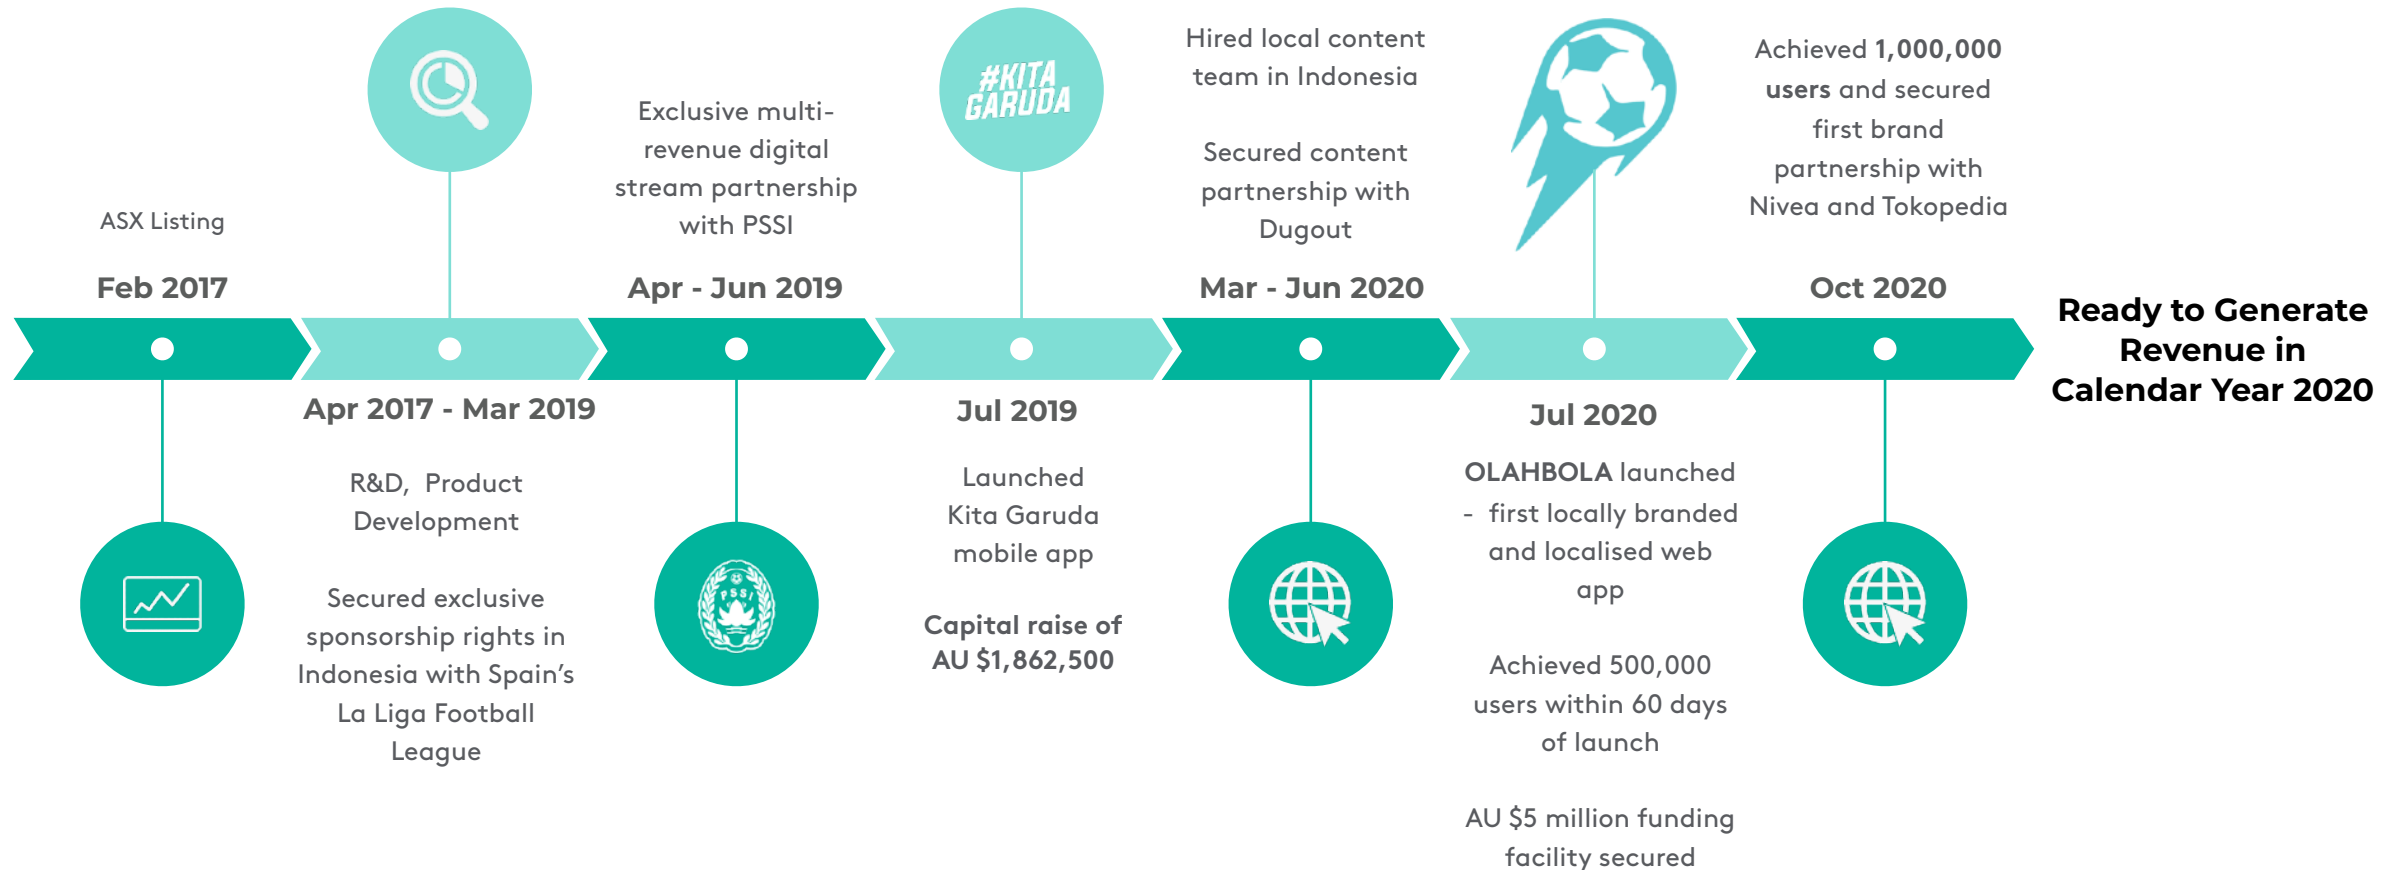 ASX Listing
Feb 2017
Apr 2017 - Mar 2019
R&D,  Product
Development
Secured exclusive
sponsorship rights in
Indonesia with Spain’s
La Liga Football
League
Exclusive multi-
revenue digital
stream partnership
with PSSI
Apr - Jun 2019
PSSI
#KITA
GARUDA
Jul 2019
Launched
Kita Garuda
mobile app
Capital raise of
AU $1,862,500
Hired local content
team in Indonesia
Secured content
partnership with
Dugout
Mar - Jun 2020
Jul 2020
OLAHBOLA launched
- first locally branded
and localised web
app
Achieved 500,000
users within 60 days
of launch
AU $5 million funding
facility secured
Achieved 1,000,000
users and secured
first brand
partnership with
Nivea and Tokopedia
Oct 2020
Ready to Generate
Revenue in
Calendar Year 2020